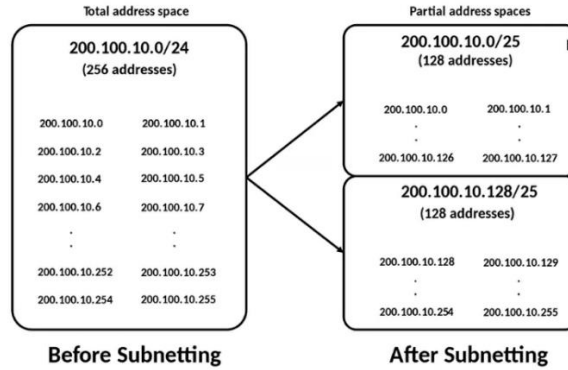 Total address space
200.100.10.0/24
(256 addresses)
200.100.10.0 200.100.10.1
200.100.10.2 200.100.10.3
200.100.10.4 200.100.10.5
200.100.10.6 200.100.10.7
. .
. .
200.100.10.252 200.100.10.253
200.100.10.254 200.100.10.255
Before Subnetting
Partial address spaces
200.100.10.0/25
(128 addresses)
200.100.10.0 200.100.10.1
. .
. .
200.100.10.126 200.100.10.127
200.100.10.128/25
(128 addresses)
200.100.10.128 200.100.10.129
. .
. .
200.100.10.254 200.100.10.255
After Subnetting